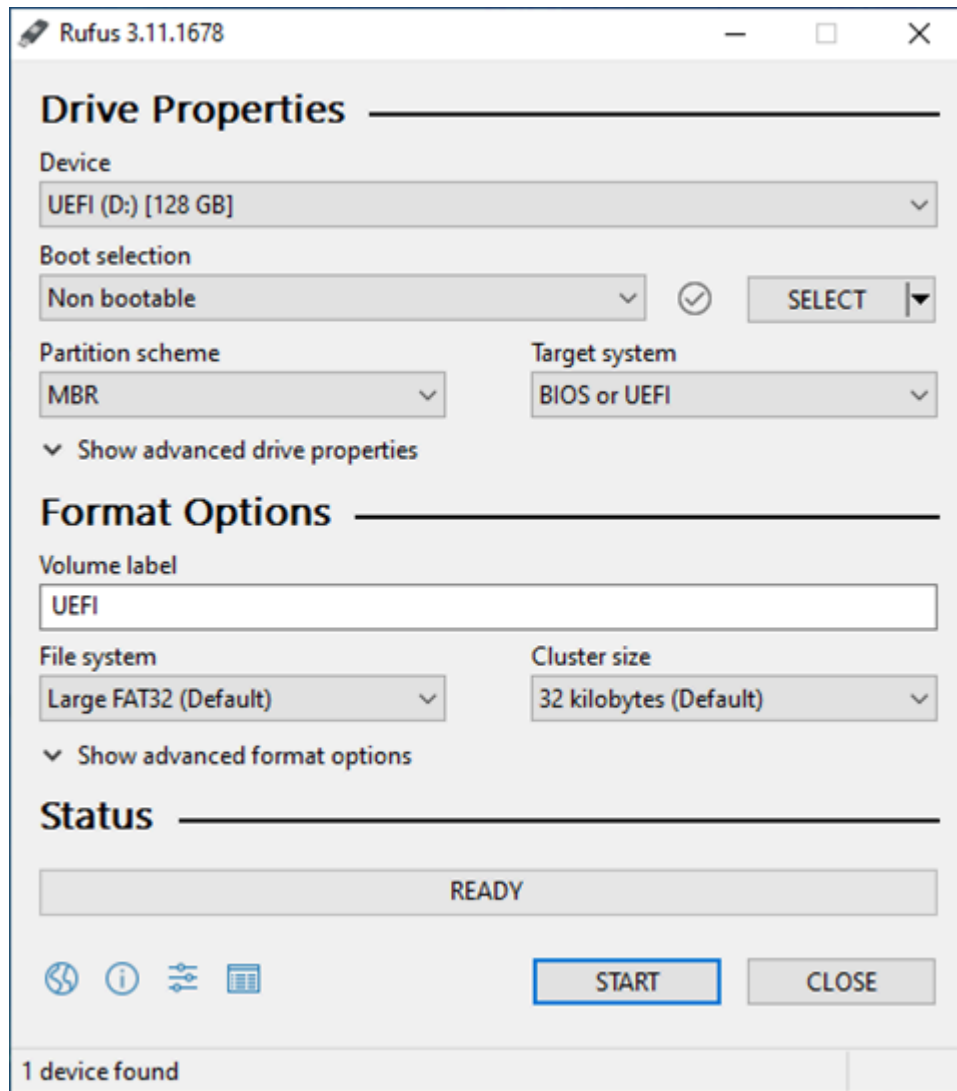 Rufus 3.11.1678
Drive Properties
Device
UEFI (D:) [128 GB]
Boot selection
Non bootable
SELECT
Partition scheme
Target system
MBR
BIOS or UEFI
Show advanced drive properties
Format Options
Volume label
UEFI
File system
Cluster size
Large FAT32 (Default)
32 kilobytes (Default)
Show advanced format options
Status
READY
START
CLOSE
1 device found